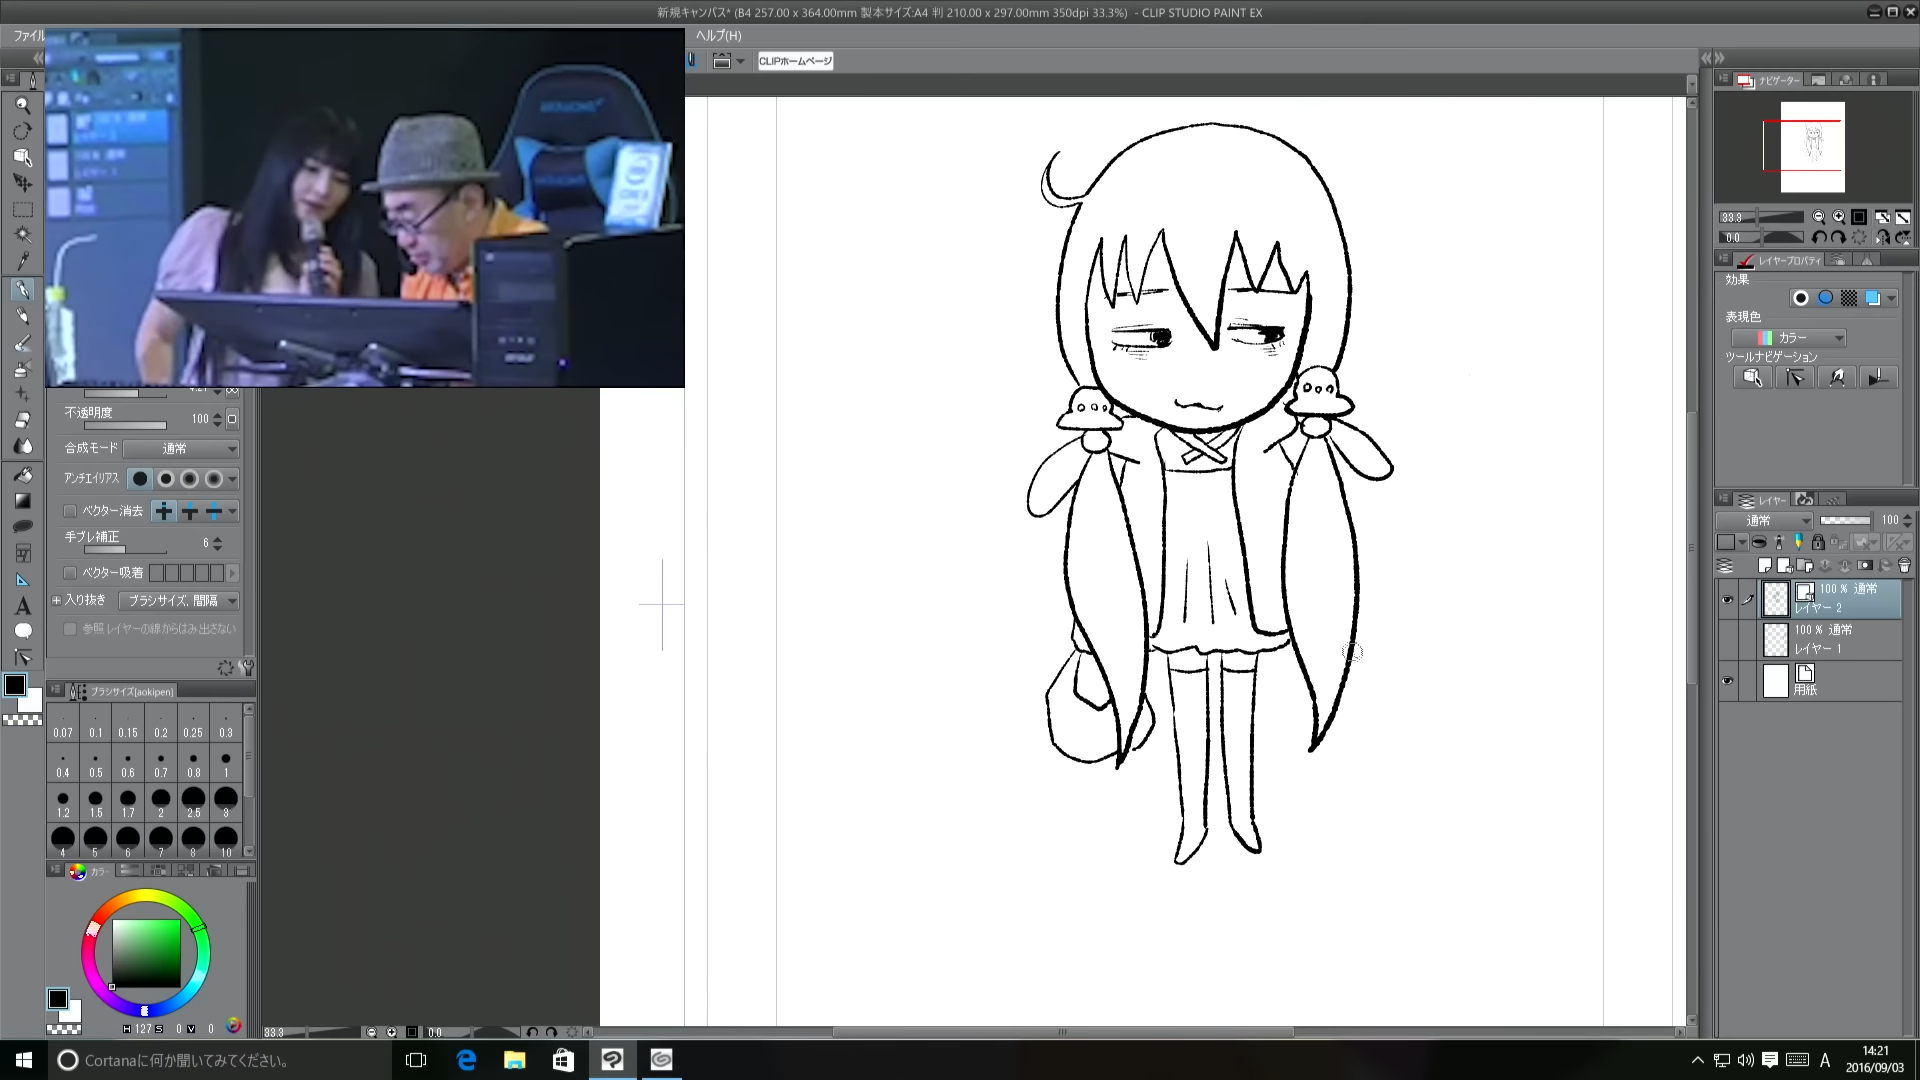 新規キャンバス* (B4 257.00 x 364.00mm 製本サイズ:A4 判 210.00 x 297.00mm 350dpi 33.3%) - CLIP STUDIO PAINT EX
ファイル
ヘルプ(H)
CLIPホームページ
ナビゲーター
33.3
0.0
レイヤープロパティ
効果
表現色
カラー
ツールナビゲーション
不透明度 100
合成モード 通常
アンチエイリアス
ベクター消去
手ブレ補正 6
ベクター吸着
入り抜き ブラシサイズ, 間隔
参照レイヤーの線からはみ出さない
ブラシサイズ[aokipen]
0.07 0.1 0.15 0.2 0.25 0.3
0.4 0.5 0.6 0.7 0.8 1
1.2 1.5 1.7 2 2.5 3
4 5 6 7 8 10
カラー
H 127 S 0 V 0
レイヤー
通常 100
100 % 通常
レイヤー 2
100 % 通常
レイヤー 1
用紙
33.3 0.0
Cortanaに何か聞いてみてください。
A
14:21
2016/09/03